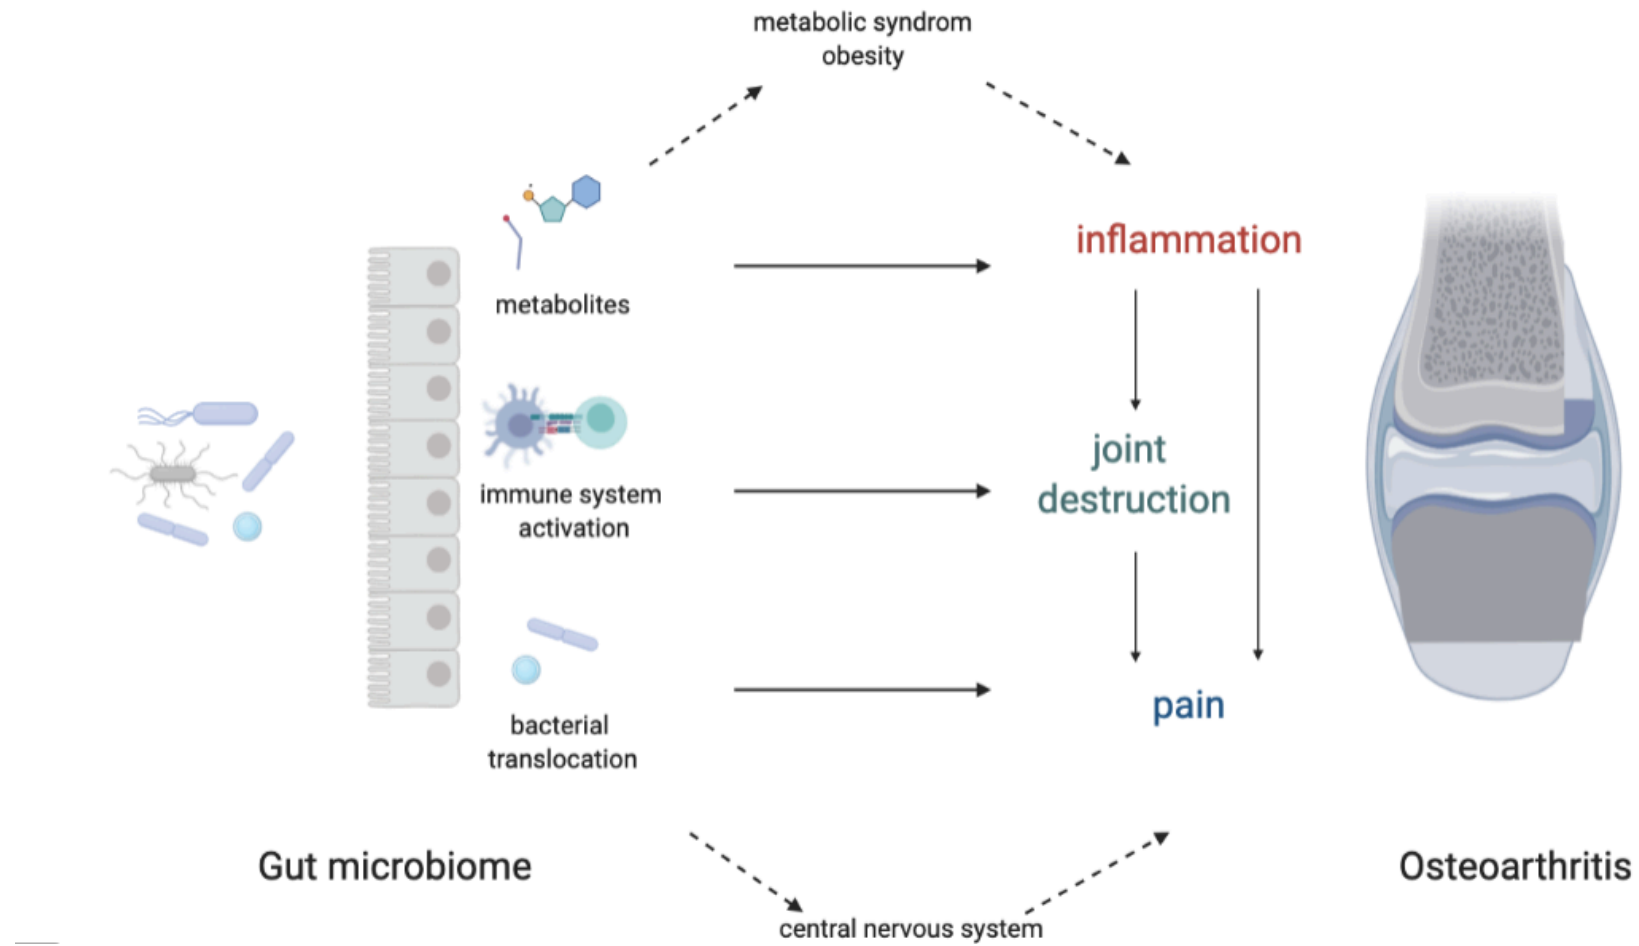 metabolic syndrom
obesity
metabolites
inflammation
immune system
activation
joint
destruction
bacterial
translocation
pain
Gut microbiome
Osteoarthritis
central nervous system